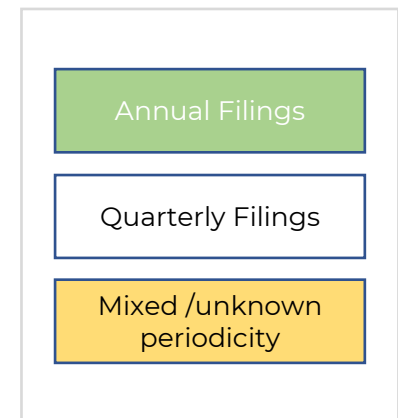 Annual Filings
Quarterly Filings
Mixed /unknown
periodicity